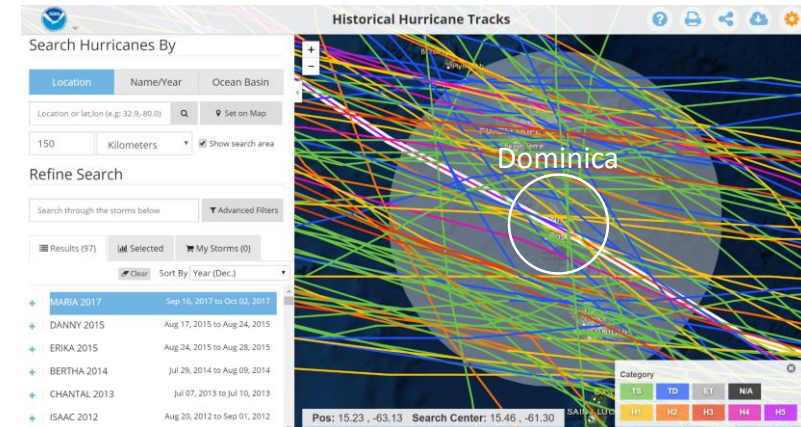 Historical Hurricane Tracks
Search Hurricanes By
Location Name/Year Ocean Basin
Location or lat,lon (e.g: 32.9,-80.0) Set on Map
150 Kilometers Show search area
Refine Search
Search through the storms below Advanced Filters
Results (97) Selected My Storms (0)
Clear Sort By Year (Dec.)
MARIA 2017 Sep 16, 2017 to Oct 02, 2017
DANNY 2015 Aug 17, 2015 to Aug 24, 2015
ERIKA 2015 Aug 24, 2015 to Aug 28, 2015
BERTHA 2014 Jul 29, 2014 to Aug 09, 2014
CHANTAL 2013 Jul 07, 2013 to Jul 10, 2013
ISAAC 2012 Aug 20, 2012 to Sep 01, 2012
+
−
GUADELOUPE
Dominica
Pos: 15.23 , -63.13 Search Center: 15.46 , -61.30
Category
TS TD ET N/A
H1 H2 H3 H4 H5